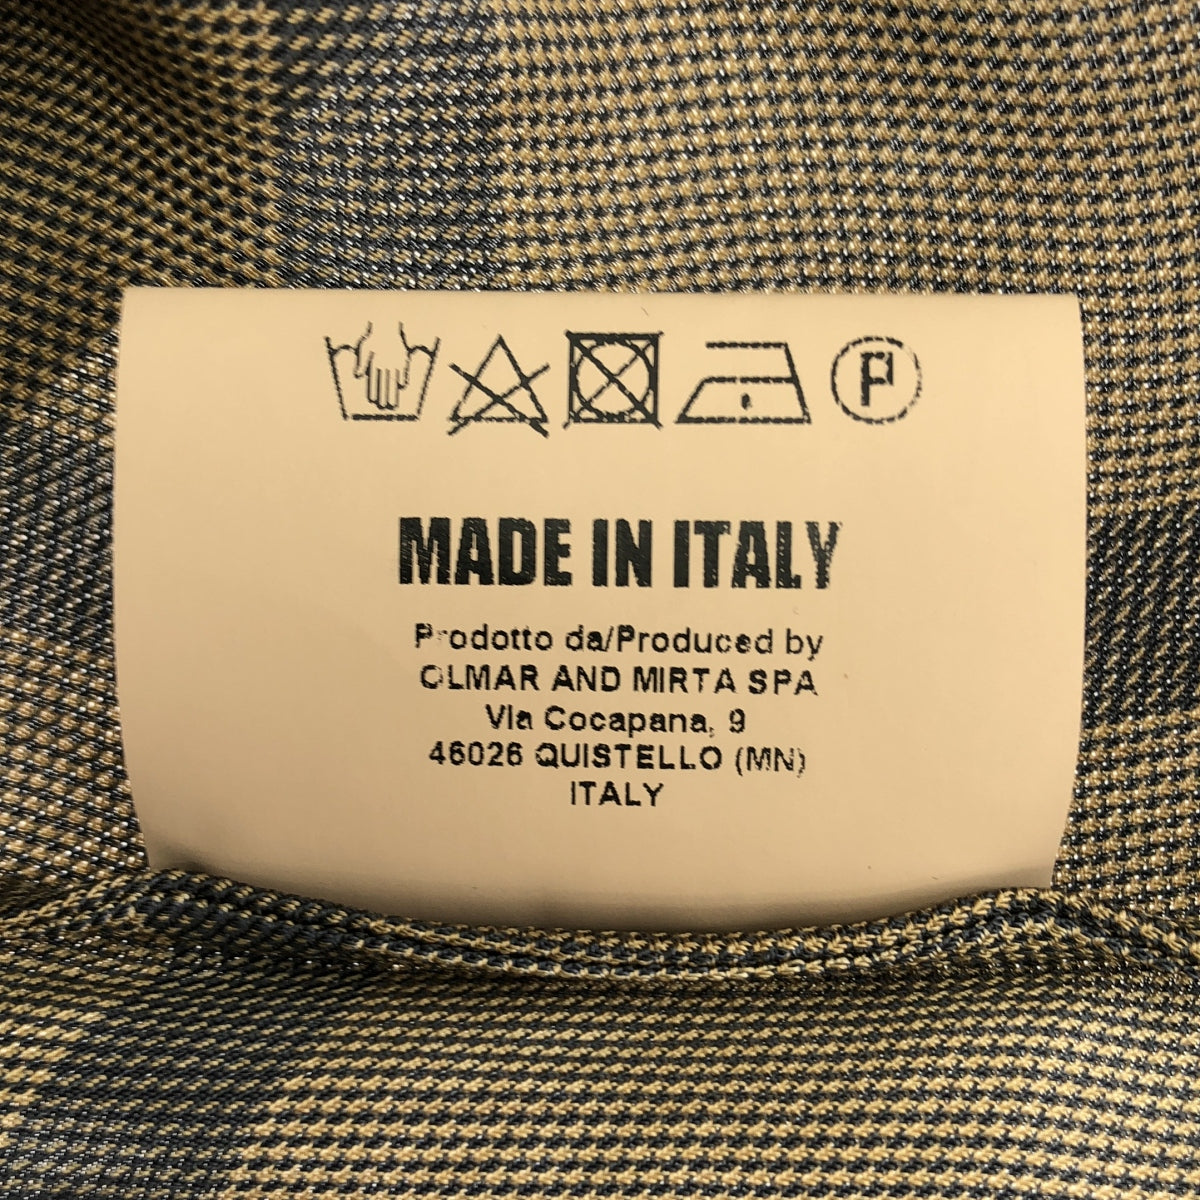 P
MADE IN ITALY
Prodotto da/Produced by
OLMAR AND MIRTA SPA
Via Cocapana, 9
46026 QUISTELLO (MN)
ITALY